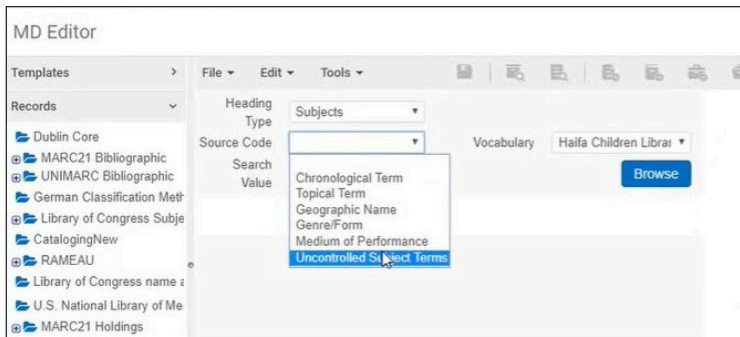 MD Editor
Templates
Records
Dublin Core
MARC21 Bibliographic
UNIMARC Bibliographic
German Classification Meth
Library of Congress Subje
CatalogingNew
RAMEAU
Library of Congress name a
U.S. National Library of Me
MARC21 Holdings
File Edit Tools
Heading Type Subjects
Source Code Vocabulary Haifa Children Librar
Search Value Browse
Chronological Term
Topical Term
Geographic Name
Genre/Form
Medium of Performance
Uncontrolled Subject Terms